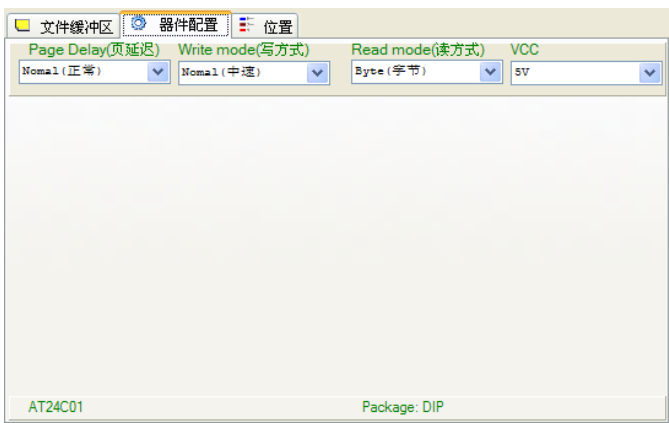 文件缓冲区 器件配置 位置
Page Delay(页延迟) Write mode(写方式) Read mode(读方式) VCC
Nomal(正常) Nomal(中速) Byte(字节) 5V
AT24C01 Package: DIP